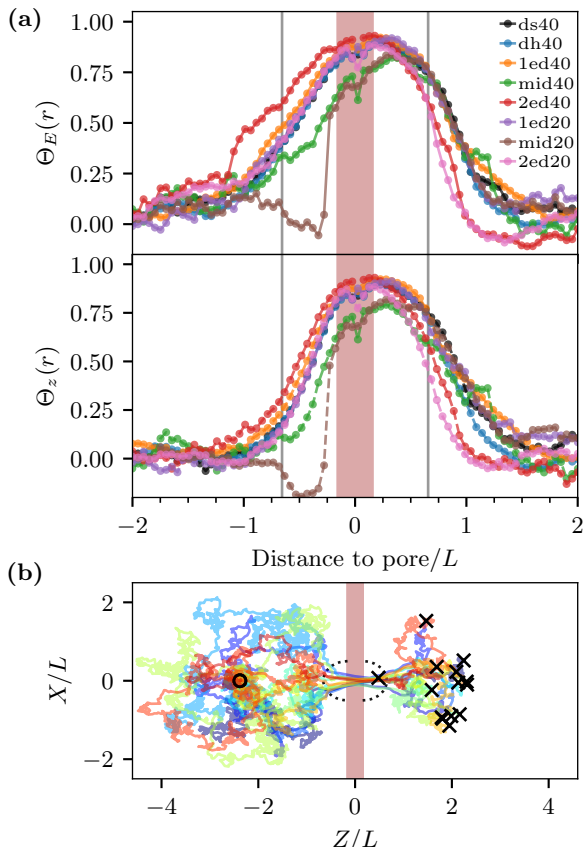 (a)
1.00
0.75
0.50
0.25
0.00
Θ_E(r)
ds40
dh40
1ed40
mid40
2ed40
1ed20
mid20
2ed20
1.00
0.75
0.50
0.25
0.00
Θ_z(r)
−2 −1 0 1 2
Distance to pore/L
(b)
2
0
−2
X/L
−4 −2 0 2 4
Z/L